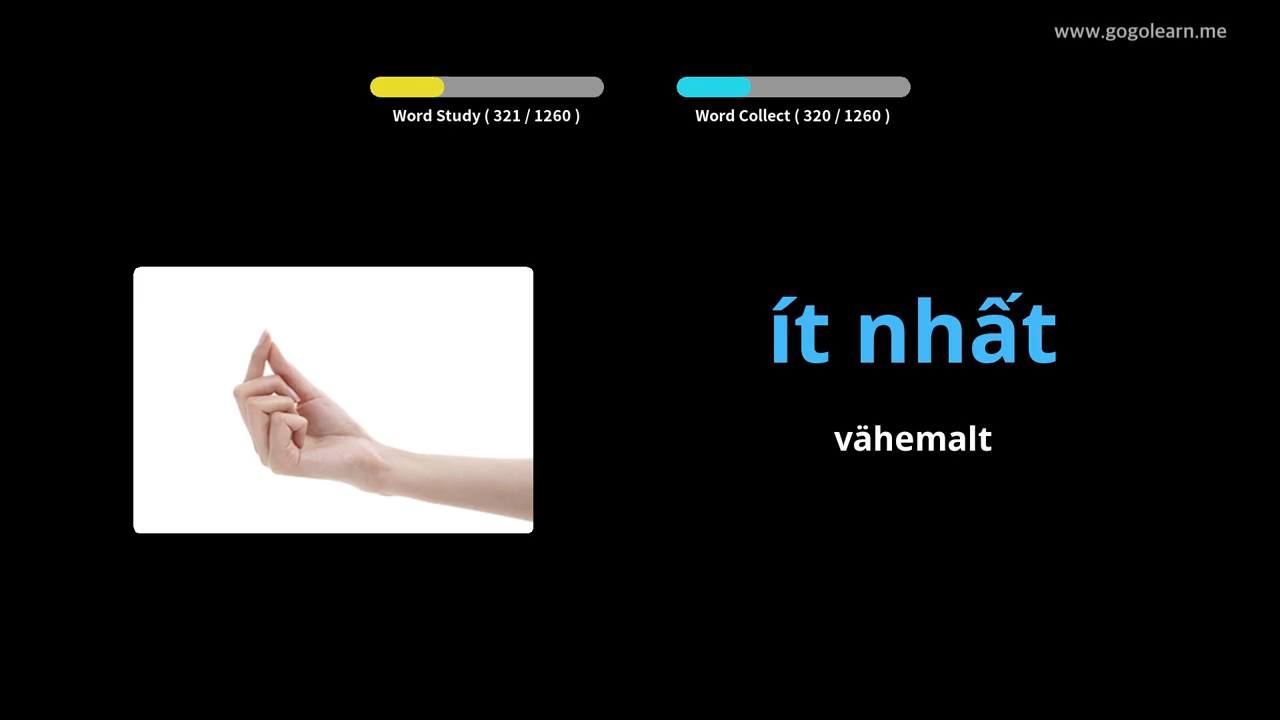 www.gogolearn.me
Word Study ( 321 / 1260 )
Word Collect ( 320 / 1260 )
ít nhất
vähemalt